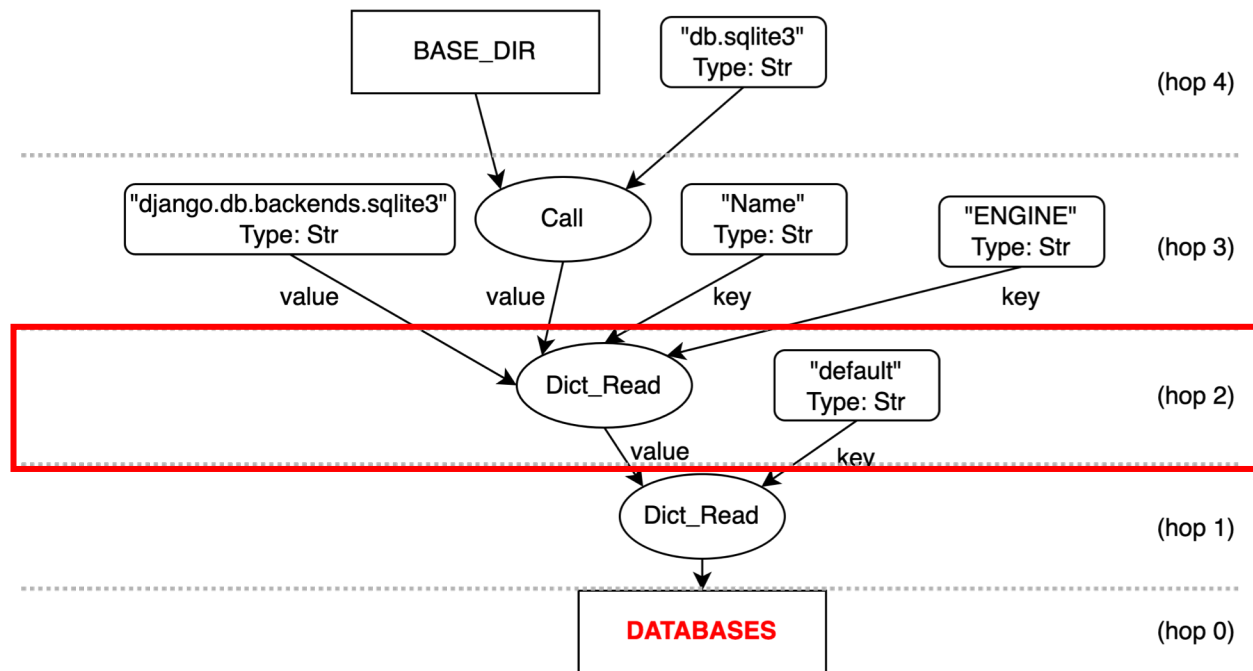 BASE_DIR
"db.sqlite3"
Type: Str
(hop 4)
"django.db.backends.sqlite3"
Type: Str
Call
"Name"
Type: Str
"ENGINE"
Type: Str
(hop 3)
value
value
key
key
Dict_Read
"default"
Type: Str
(hop 2)
value
key
Dict_Read
(hop 1)
DATABASES
(hop 0)